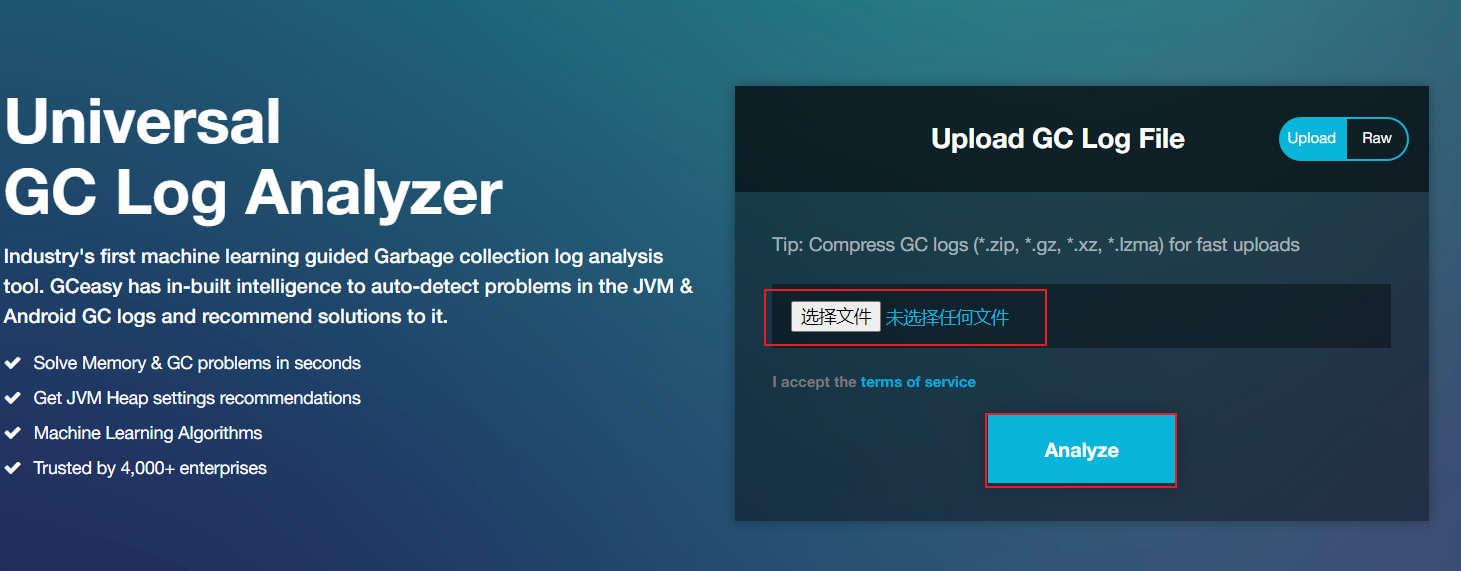 Universal
GC Log Analyzer
Industry's first machine learning guided Garbage collection log analysis
tool. GCeasy has in-built intelligence to auto-detect problems in the JVM &
Android GC logs and recommend solutions to it.
Solve Memory & GC problems in seconds
Get JVM Heap settings recommendations
Machine Learning Algorithms
Trusted by 4,000+ enterprises
Upload GC Log File
Upload Raw
Tip: Compress GC logs (*.zip, *.gz, *.xz, *.lzma) for fast uploads
选择文件 未选择任何文件
I accept the terms of service
Analyze